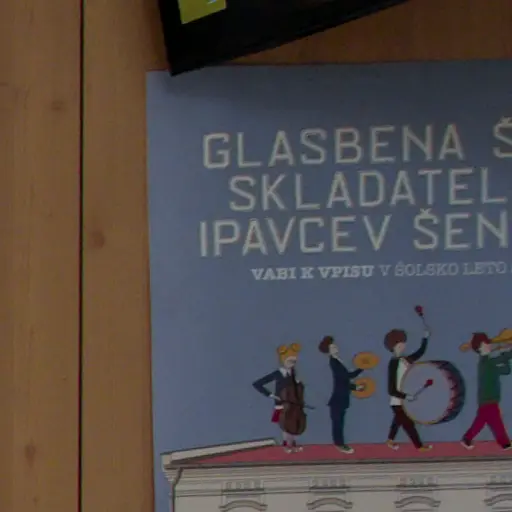 GLASBENA Š
SKLADATEL
IPAVCEV ŠEN
VABI K VPISU V ŠOLSKO LETO